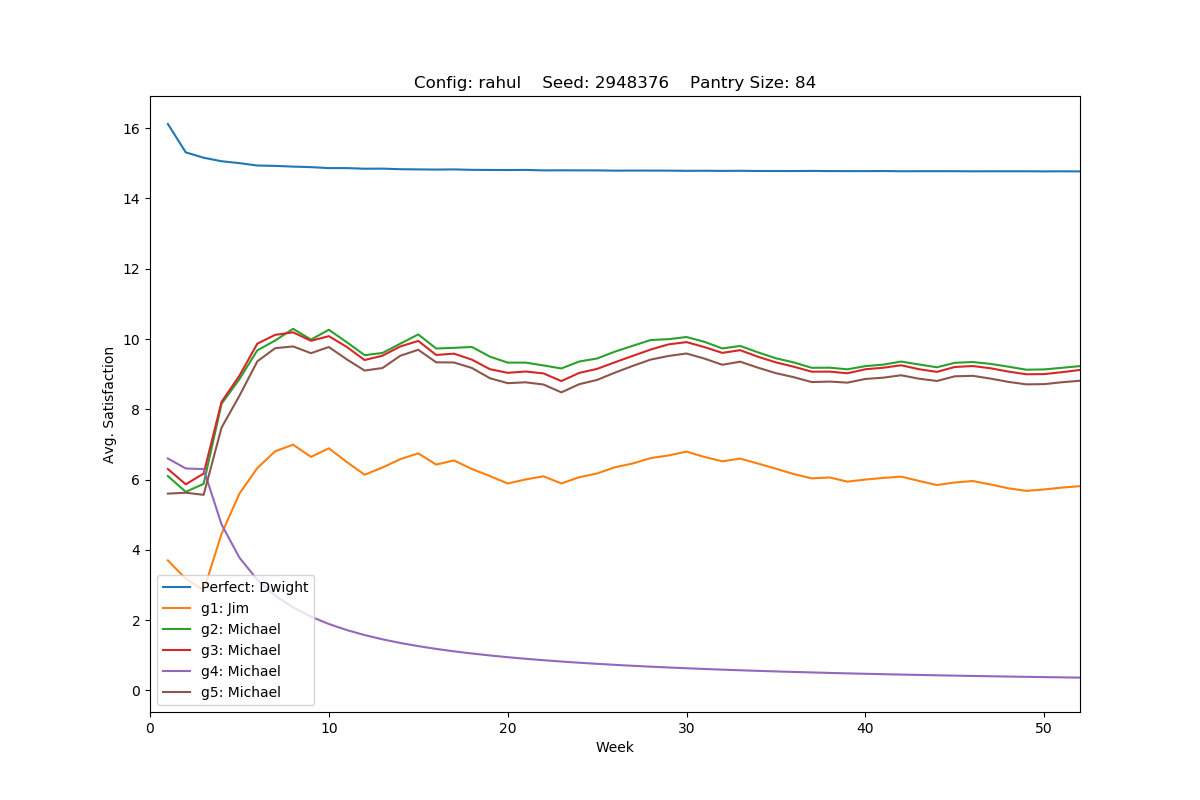 Config: rahul    Seed: 2948376    Pantry Size: 84
Avg. Satisfaction
16
14
12
10
8
6
4
2
0
Perfect: Dwight
g1: Jim
g2: Michael
g3: Michael
g4: Michael
g5: Michael
0 10 20 30 40 50
Week